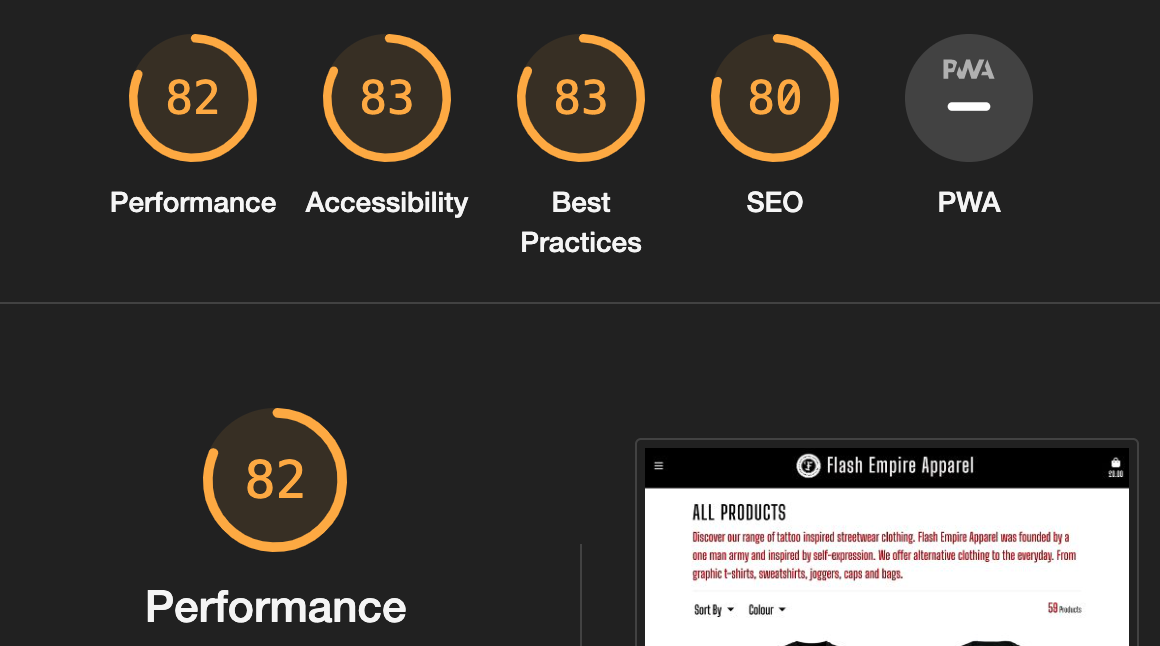 82
83
83
80
PWA
Performance
Accessibility
Best
Practices
SEO
PWA
82
Performance
Flash Empire Apparel
£0.00
ALL PRODUCTS
Discover our range of tattoo inspired streetwear clothing. Flash Empire Apparel was founded by a
one man army and inspired by self-expression. We offer alternative clothing to the everyday. From
graphic t-shirts, sweatshirts, joggers, caps and bags.
Sort By
Colour
59 Products